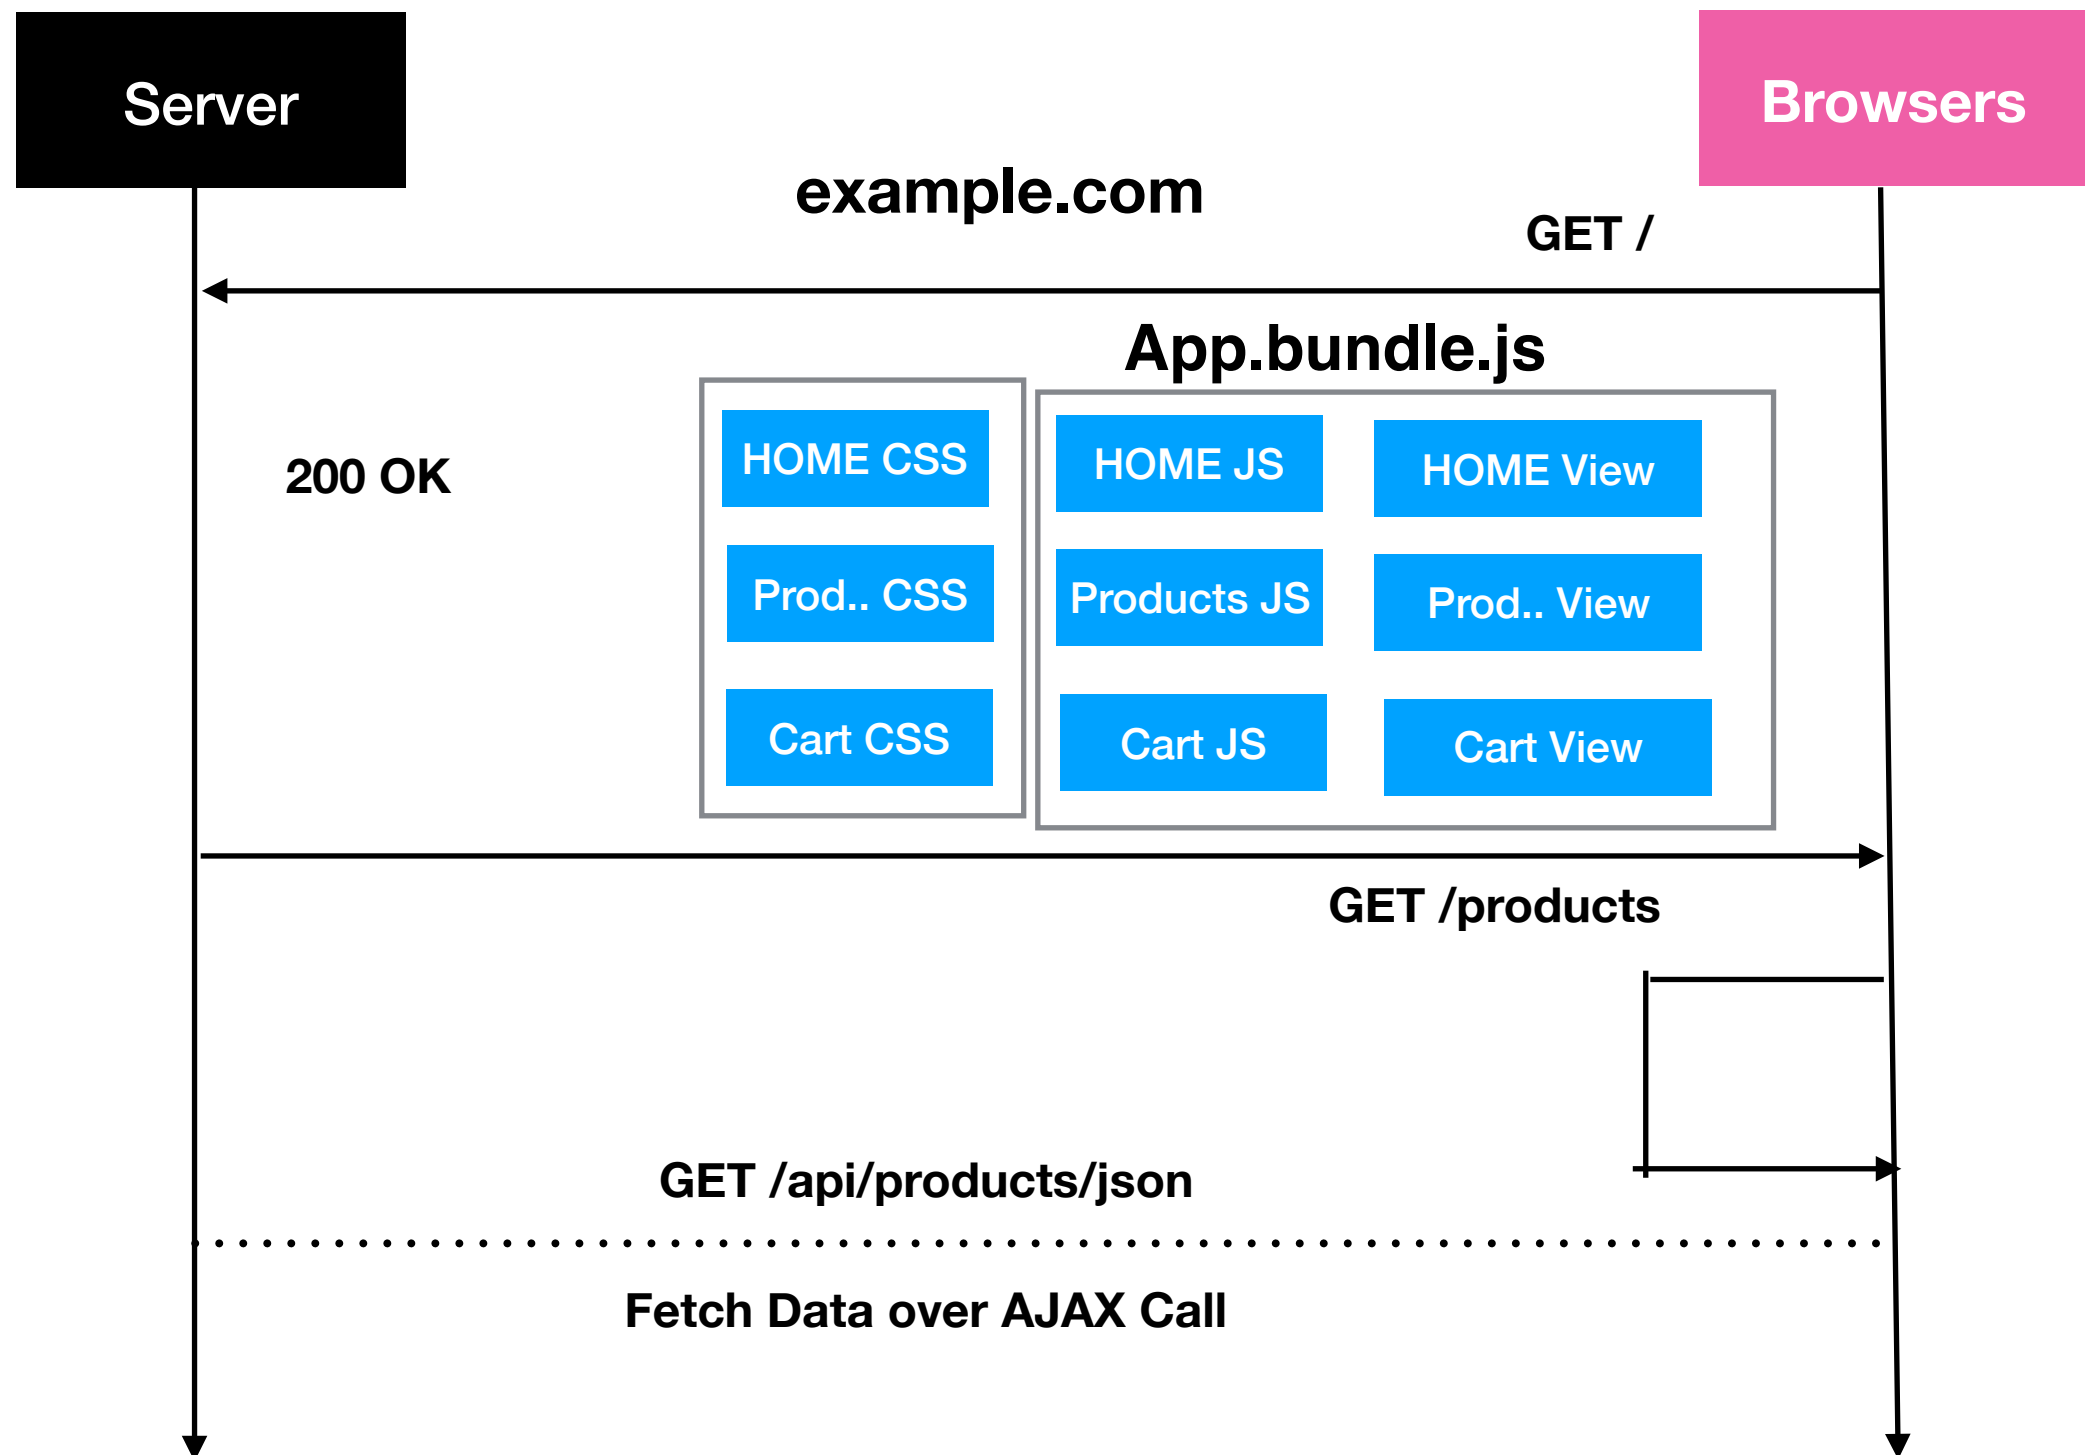 Server
Browsers
example.com
GET /
App.bundle.js
200 OK
HOME CSS
HOME JS
HOME View
Prod.. CSS
Products JS
Prod.. View
Cart CSS
Cart JS
Cart View
GET /products
GET /api/products/json
Fetch Data over AJAX Call